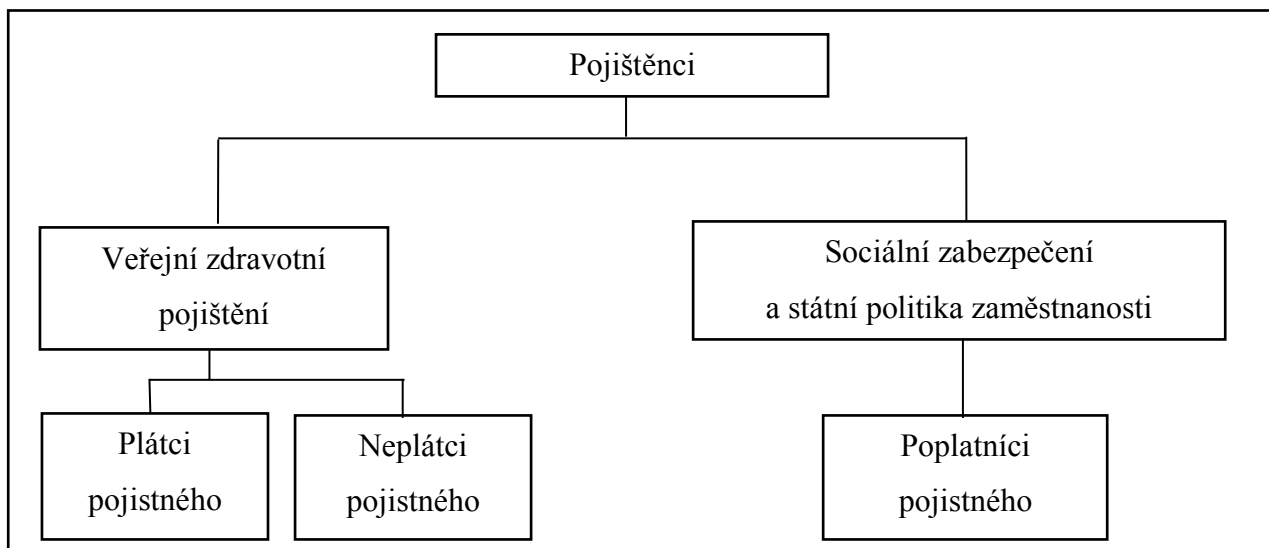 Pojištěnci
Veřejní zdravotní
pojištění
Sociální zabezpečení
a státní politika zaměstnanosti
Plátci
pojistného
Neplátci
pojistného
Poplatníci
pojistného